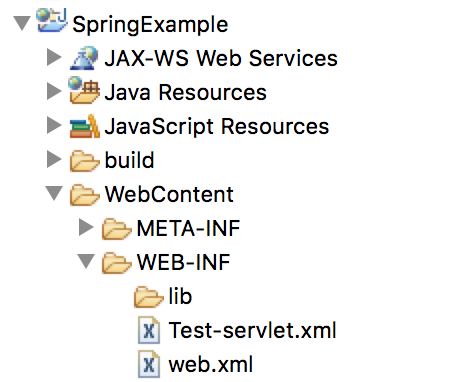 SpringExample
JAX-WS Web Services
Java Resources
JavaScript Resources
build
WebContent
META-INF
WEB-INF
lib
Test-servlet.xml
web.xml